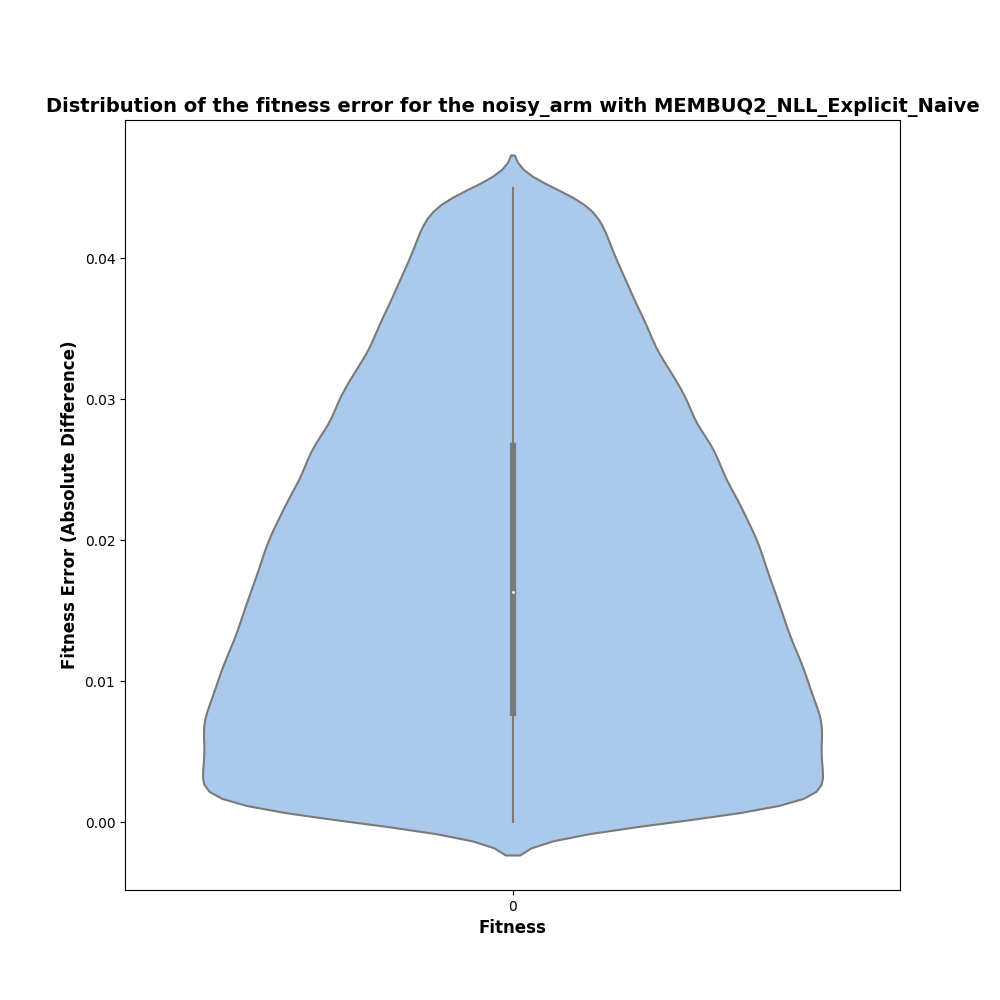 Distribution of the fitness error for the noisy_arm with MEMBUQ2_NLL_Explicit_Naive
0.04
0.03
0.02
0.01
0.00
Fitness Error (Absolute Difference)
0
Fitness